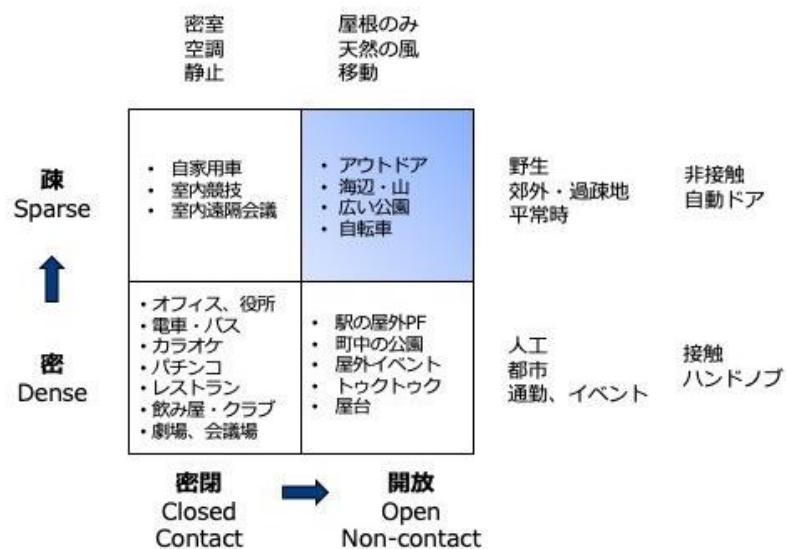 密室
空調
静止
屋根のみ
天然の風
移動
疎
Sparse
・ 自家用車
・ 室内競技
・ 室内遠隔会議
・ アウトドア
・ 海辺・山
・ 広い公園
・ 自転車
野生
郊外・過疎地
平常時
非接触
自動ドア
密
Dense
・オフィス、役所
・電車・バス
・カラオケ
・パチンコ
・レストラン
・飲み屋・クラブ
・劇場、会議場
・ 駅の屋外PF
・ 町中の公園
・ 屋外イベント
・ トゥクトゥク
・ 屋台
人工
都市
通勤、イベント
接触
ハンドノブ
密閉
Closed
Contact
開放
Open
Non-contact